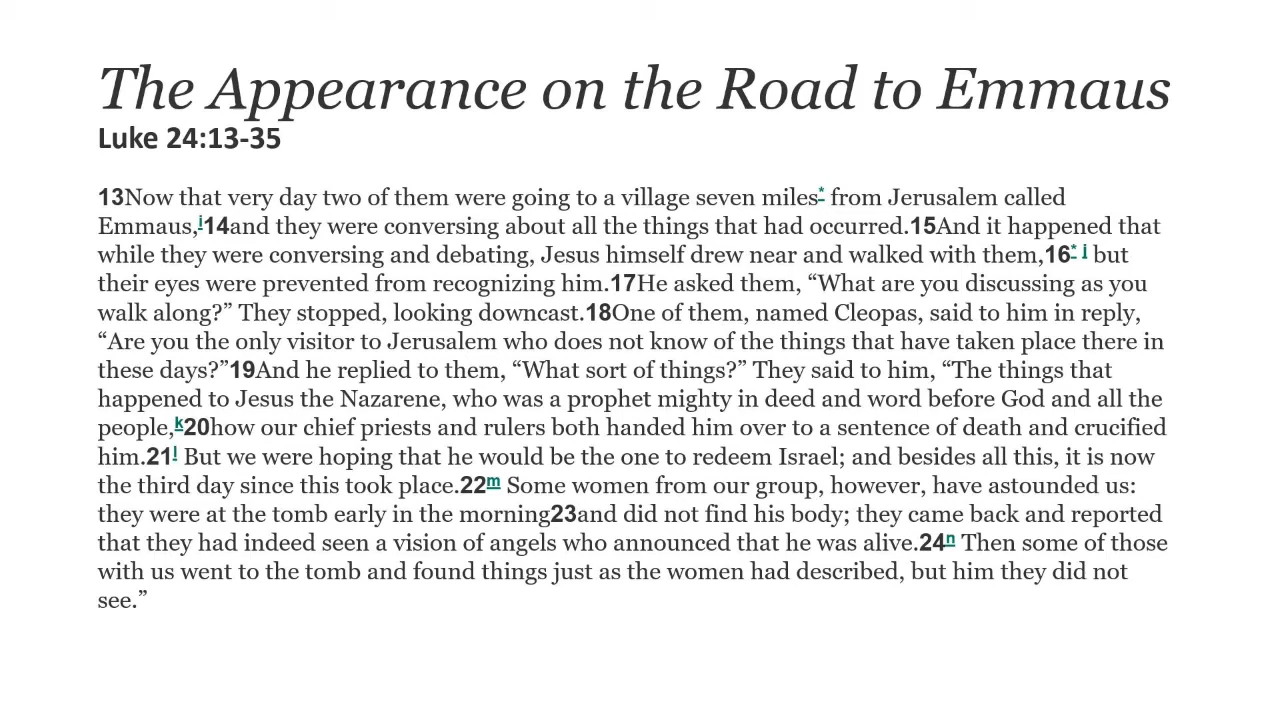 The Appearance on the Road to Emmaus
Luke 24:13-35
13Now that very day two of them were going to a village seven miles* from Jerusalem called
Emmaus,i14and they were conversing about all the things that had occurred.15And it happened that
while they were conversing and debating, Jesus himself drew near and walked with them,16* j but
their eyes were prevented from recognizing him.17He asked them, “What are you discussing as you
walk along?” They stopped, looking downcast.18One of them, named Cleopas, said to him in reply,
“Are you the only visitor to Jerusalem who does not know of the things that have taken place there in
these days?”19And he replied to them, “What sort of things?” They said to him, “The things that
happened to Jesus the Nazarene, who was a prophet mighty in deed and word before God and all the
people,k20how our chief priests and rulers both handed him over to a sentence of death and crucified
him.21l But we were hoping that he would be the one to redeem Israel; and besides all this, it is now
the third day since this took place.22m Some women from our group, however, have astounded us:
they were at the tomb early in the morning23and did not find his body; they came back and reported
that they had indeed seen a vision of angels who announced that he was alive.24n Then some of those
with us went to the tomb and found things just as the women had described, but him they did not
see.”